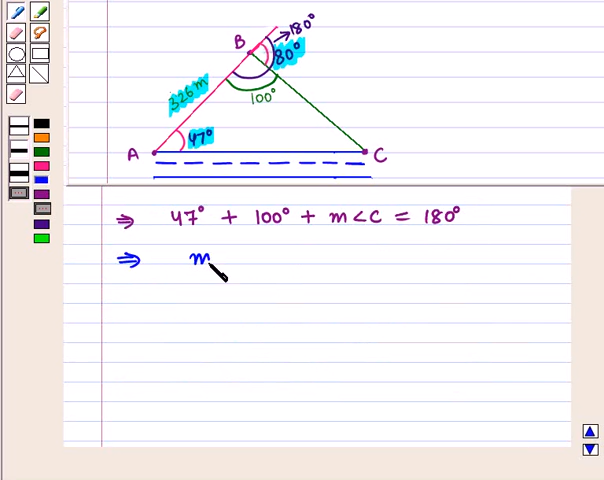 180°
B
80°
326 m
100°
47°
A
C
⇒ 47° + 100° + m<C = 180°
⇒ m